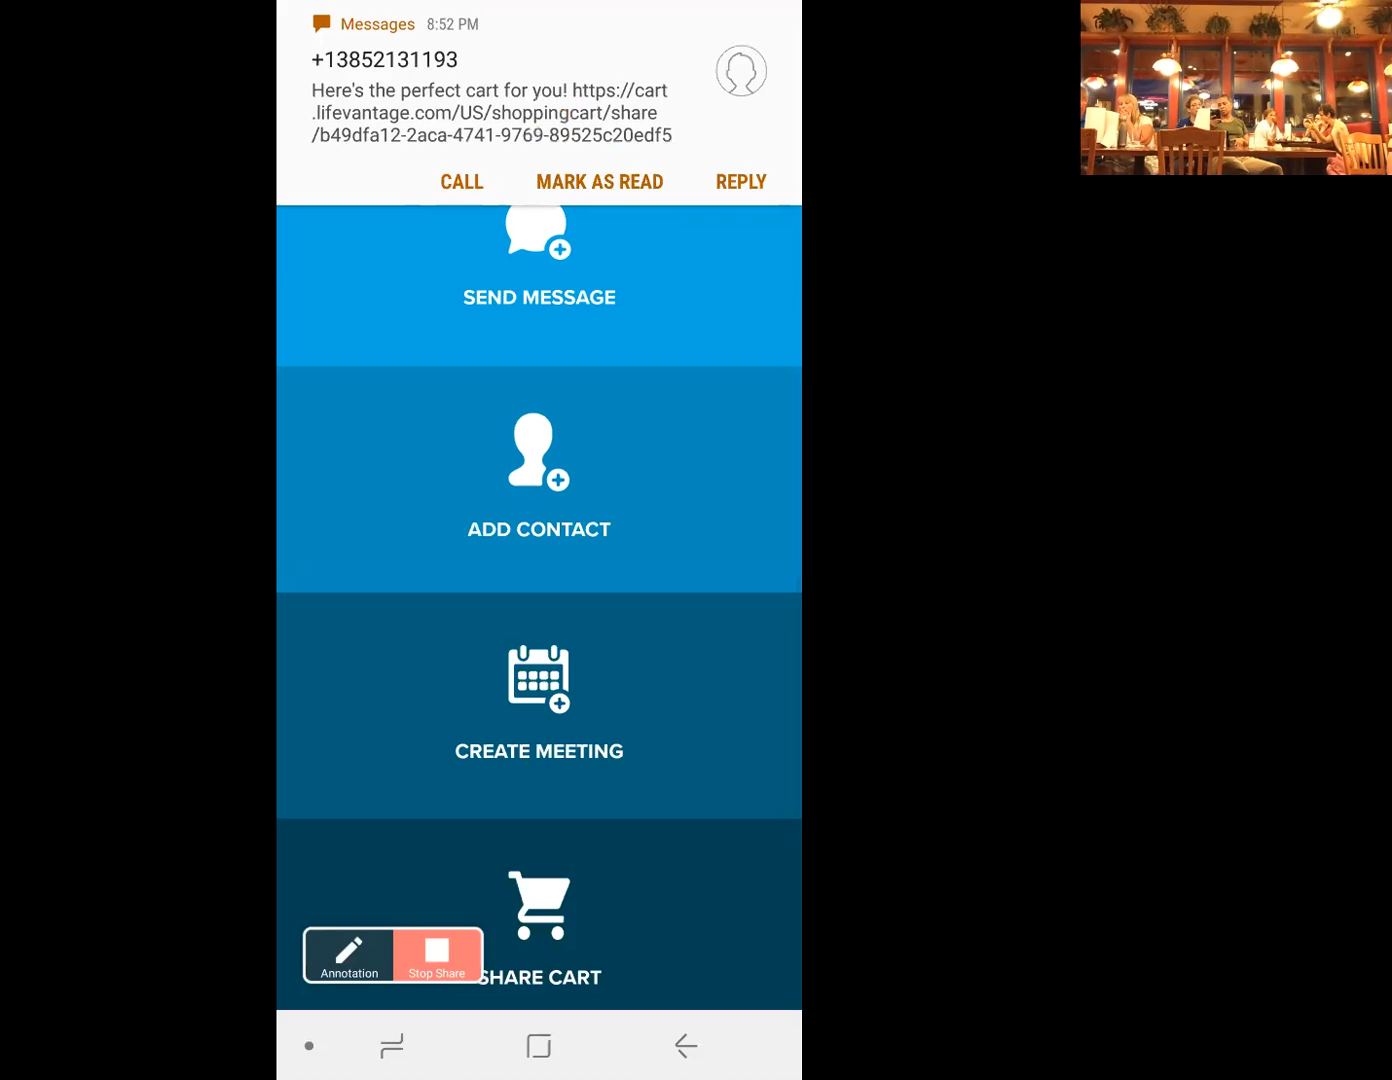 Messages 8:52 PM
+13852131193
Here's the perfect cart for you! https://cart
.lifevantage.com/US/shoppingcart/share
/b49dfa12-2aca-4741-9769-89525c20edf5
CALL MARK AS READ REPLY
SEND MESSAGE
ADD CONTACT
CREATE MEETING
SHARE CART
Annotation Stop Share